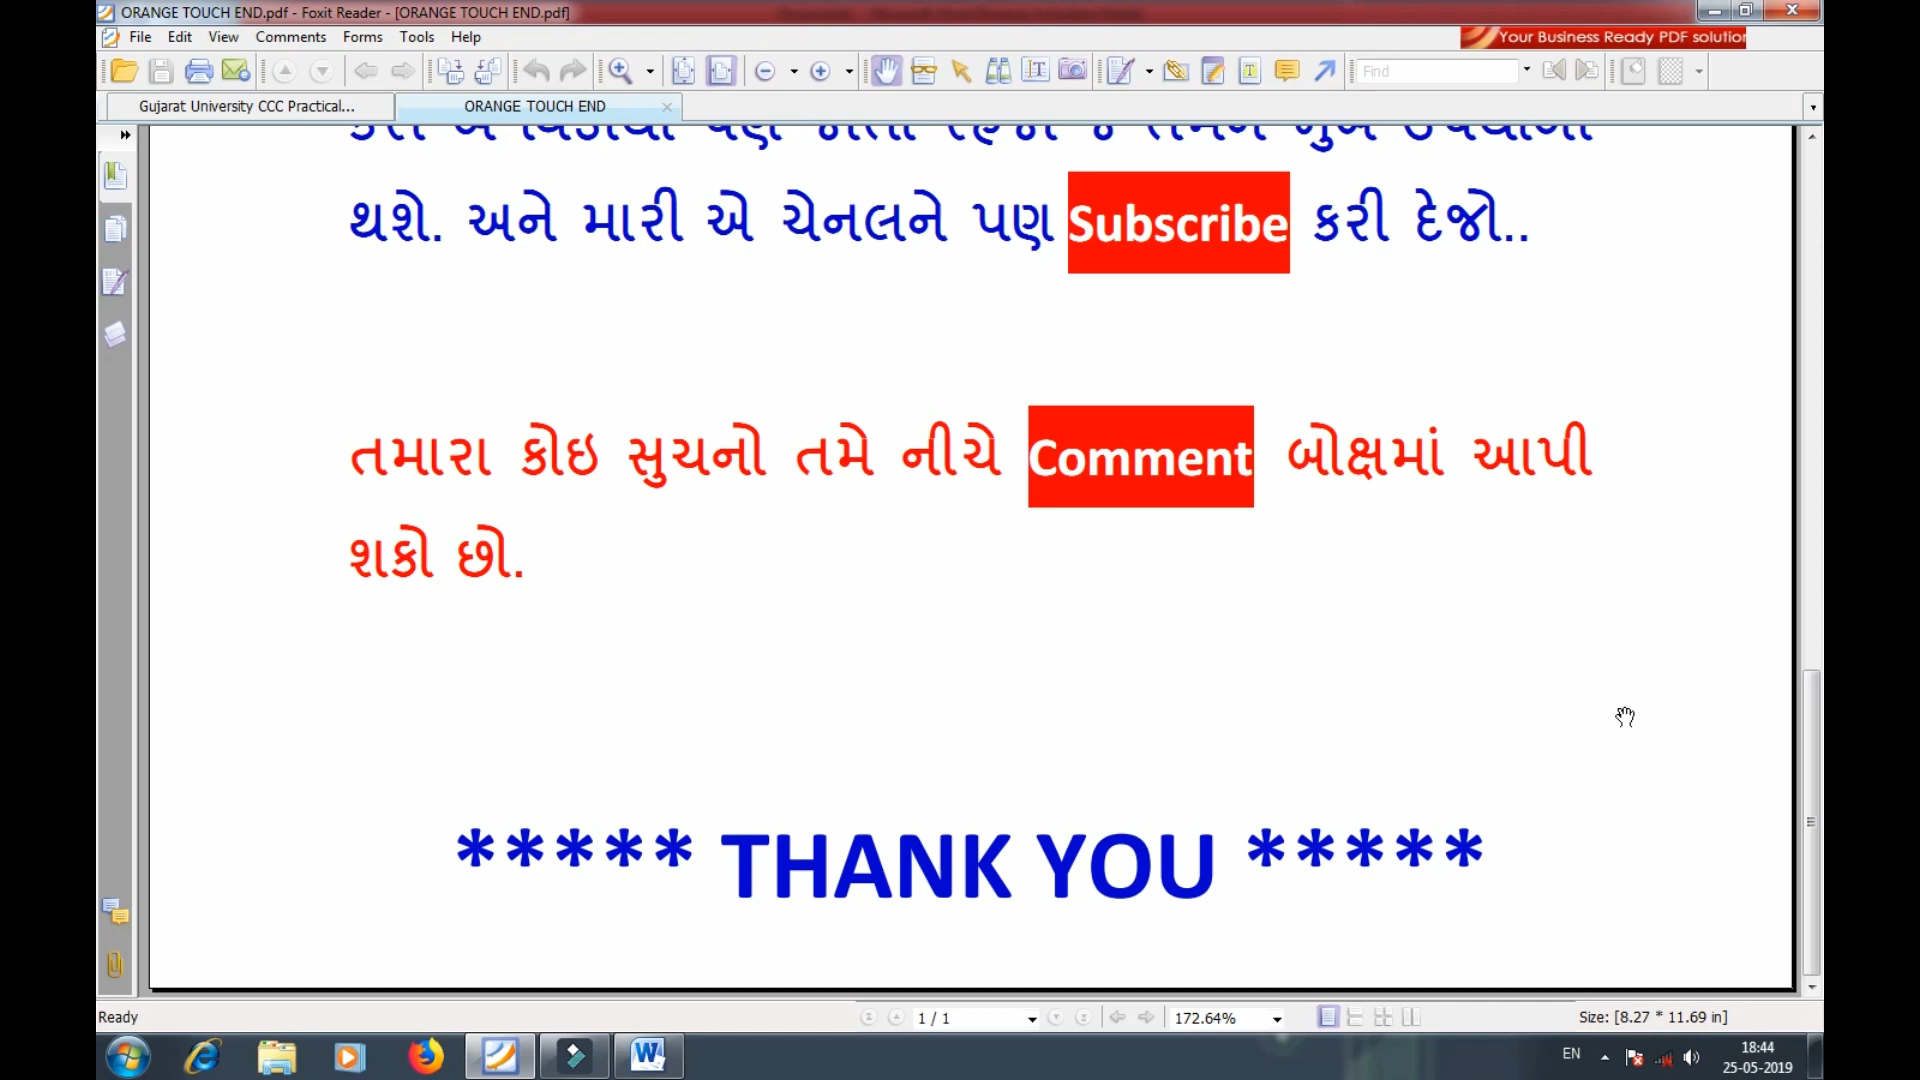 ORANGE TOUCH END.pdf - Foxit Reader - [ORANGE TOUCH END.pdf]
File Edit View Comments Forms Tools Help
Your Business Ready PDF solution
Find
Gujarat University CCC Practical... ORANGE TOUCH END
થશે. અને મારી એ ચેનલને પણ Subscribe કરી દેજો..
તમારા કોઇ સુચનો તમે નીચે Comment બોક્ષમાં આપી
શકો છો.
***** THANK YOU *****
Ready 1 / 1 172.64% Size: [8.27 * 11.69 in]
EN 18:44
25-05-2019